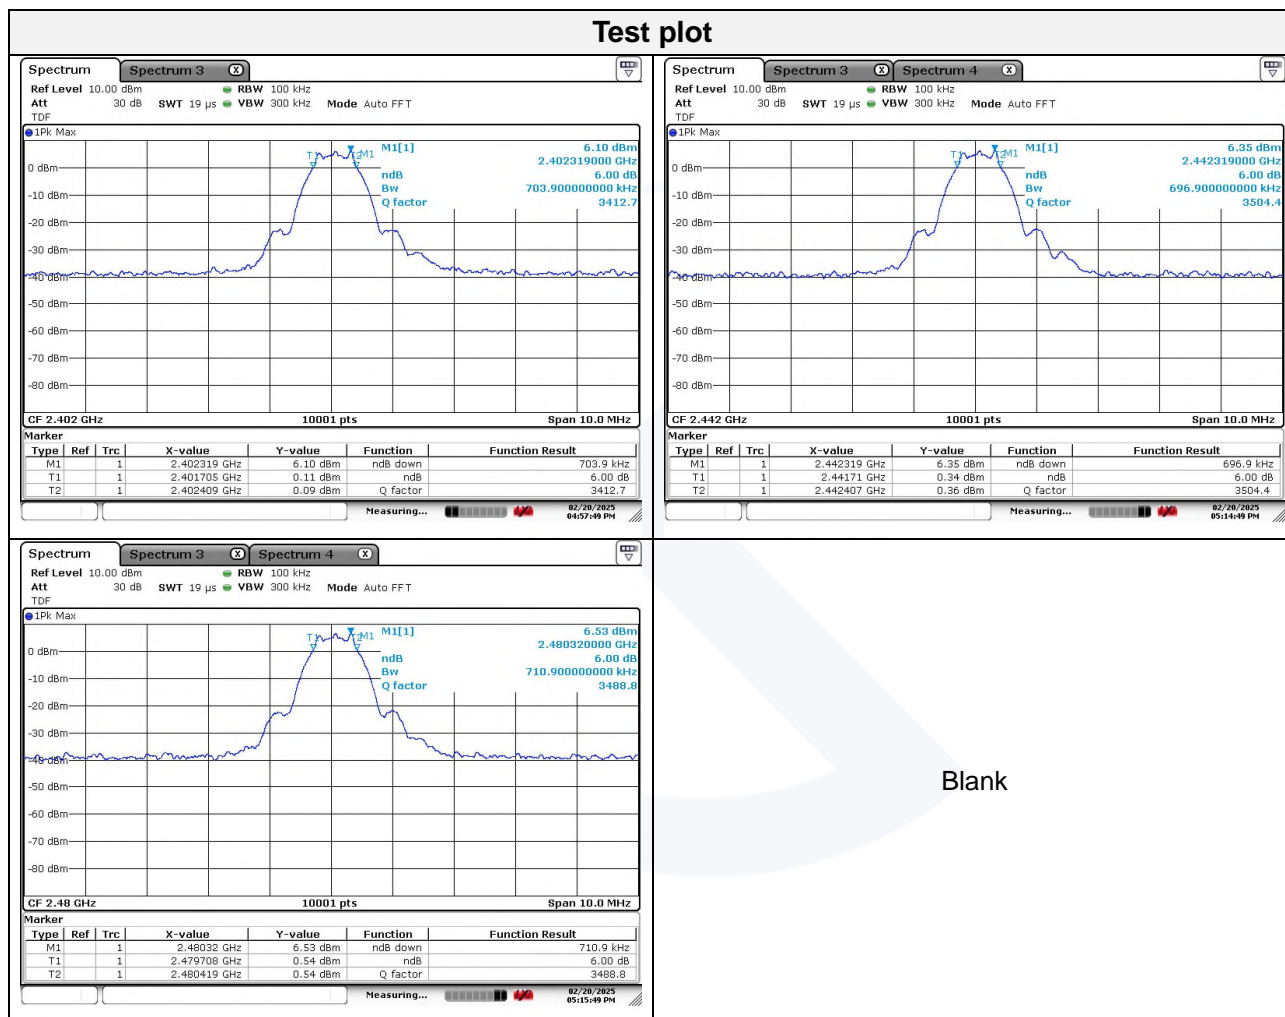 Test plot
Spectrum Spectrum 3 X
Ref Level 10.00 dBm RBW 100 kHz
Att 30 dB SWT 19 µs VBW 300 kHz Mode Auto FFT
TDF
1Pk Max
M1[1] 6.10 dBm
2.402319000 GHz
ndB 6.00 dB
Bw 703.900000000 kHz
Q factor 3412.7
T1 T2 M1
0 dBm
-10 dBm
-20 dBm
-30 dBm
-40 dBm
-50 dBm
-60 dBm
-70 dBm
-80 dBm
CF 2.402 GHz 10001 pts Span 10.0 MHz
Marker
Type Ref Trc X-value Y-value Function Function Result
M1 1 2.402319 GHz 6.10 dBm ndB down 703.9 kHz
T1 1 2.401705 GHz 0.11 dBm ndB 6.00 dB
T2 1 2.402409 GHz 0.09 dBm Q factor 3412.7
Measuring... 02/20/2025
04:57:49 PM
Spectrum Spectrum 3 X Spectrum 4 X
Ref Level 10.00 dBm RBW 100 kHz
Att 30 dB SWT 19 µs VBW 300 kHz Mode Auto FFT
TDF
1Pk Max
M1[1] 6.35 dBm
2.442319000 GHz
ndB 6.00 dB
Bw 696.900000000 kHz
Q factor 3504.4
T1 T2 M1
0 dBm
-10 dBm
-20 dBm
-30 dBm
-40 dBm
-50 dBm
-60 dBm
-70 dBm
-80 dBm
CF 2.442 GHz 10001 pts Span 10.0 MHz
Marker
Type Ref Trc X-value Y-value Function Function Result
M1 1 2.442319 GHz 6.35 dBm ndB down 696.9 kHz
T1 1 2.44171 GHz 0.34 dBm ndB 6.00 dB
T2 1 2.442407 GHz 0.36 dBm Q factor 3504.4
Measuring... 02/20/2025
05:14:49 PM
Spectrum Spectrum 3 X Spectrum 4 X
Ref Level 10.00 dBm RBW 100 kHz
Att 30 dB SWT 19 µs VBW 300 kHz Mode Auto FFT
TDF
1Pk Max
M1[1] 6.53 dBm
2.480320000 GHz
ndB 6.00 dB
Bw 710.900000000 kHz
Q factor 3488.8
T1 T2 M1
0 dBm
-10 dBm
-20 dBm
-30 dBm
-40 dBm
-50 dBm
-60 dBm
-70 dBm
-80 dBm
CF 2.48 GHz 10001 pts Span 10.0 MHz
Marker
Type Ref Trc X-value Y-value Function Function Result
M1 1 2.48032 GHz 6.53 dBm ndB down 710.9 kHz
T1 1 2.479708 GHz 0.54 dBm ndB 6.00 dB
T2 1 2.480419 GHz 0.54 dBm Q factor 3488.8
Measuring... 02/20/2025
05:15:49 PM
Blank